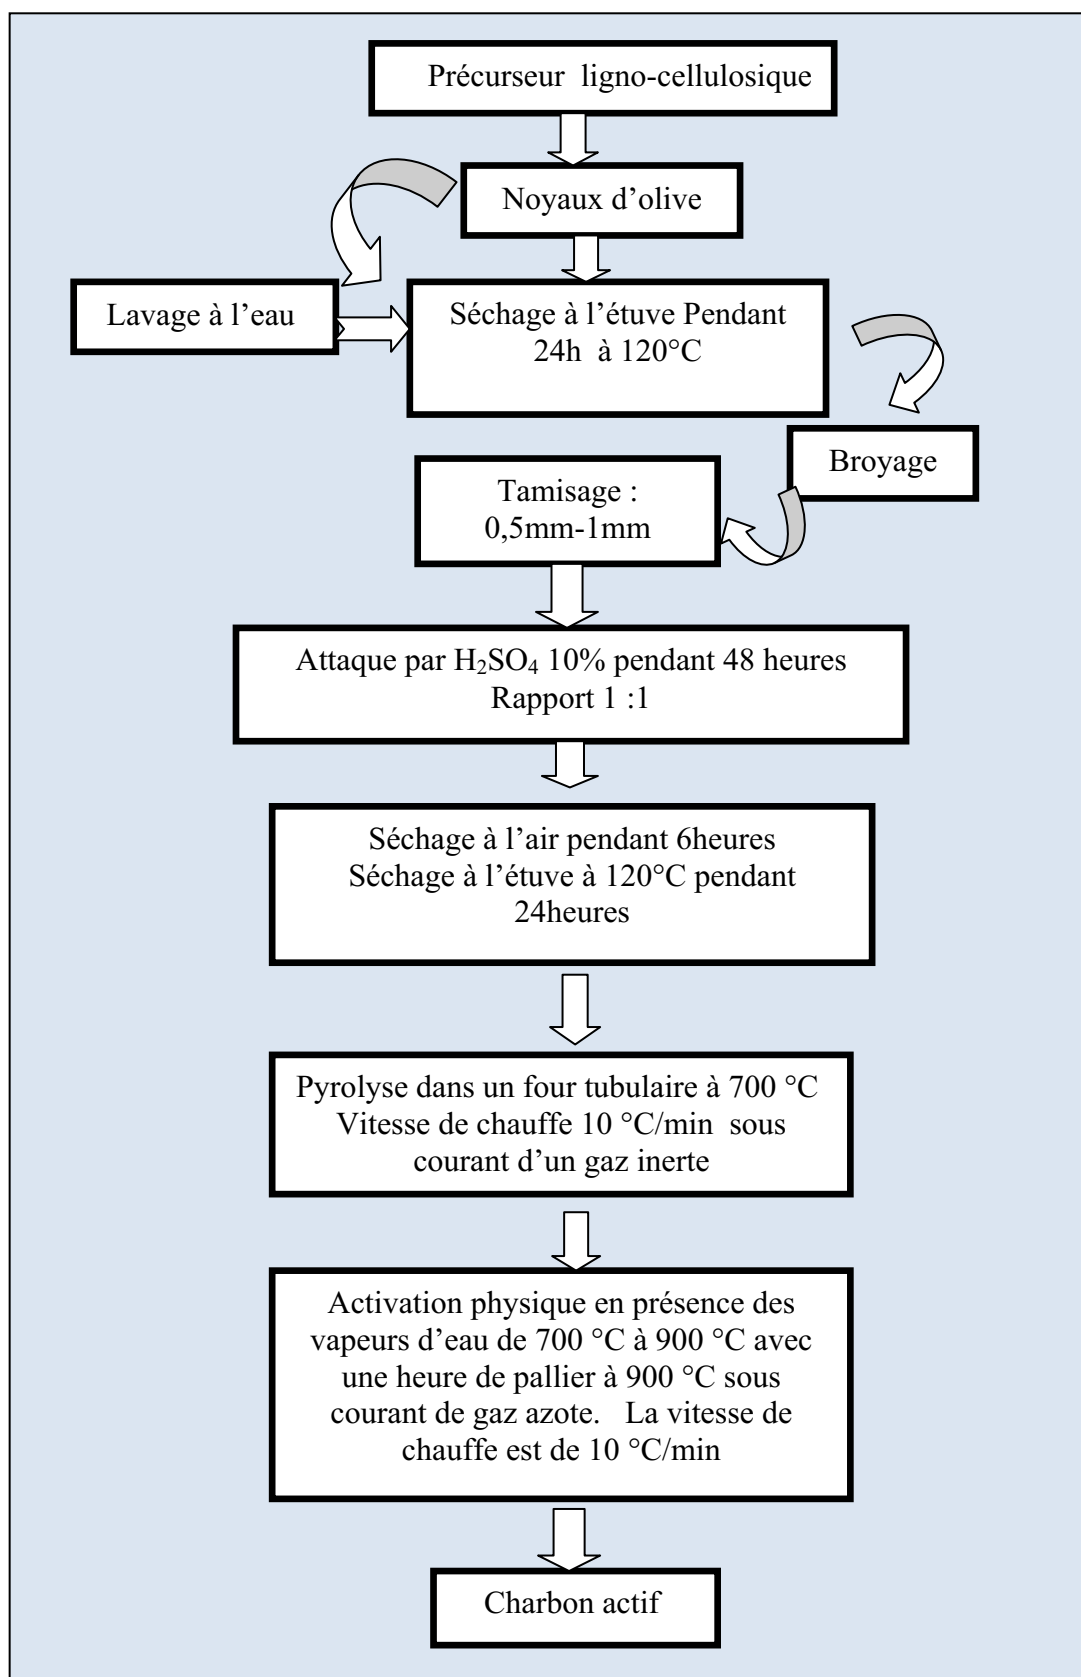 Précurseur ligno-cellulosique
Noyaux d'olive
Lavage à l'eau
Séchage à l'étuve Pendant
24h à 120°C
Broyage
Tamisage :
0,5mm-1mm
Attaque par H₂SO₄ 10% pendant 48 heures
Rapport 1 :1
Séchage à l'air pendant 6heures
Séchage à l'étuve à 120°C pendant
24heures
Pyrolyse dans un four tubulaire à 700 °C
Vitesse de chauffe 10 °C/min sous
courant d'un gaz inerte
Activation physique en présence des
vapeurs d'eau de 700 °C à 900 °C avec
une heure de pallier à 900 °C sous
courant de gaz azote. La vitesse de
chauffe est de 10 °C/min
Charbon actif